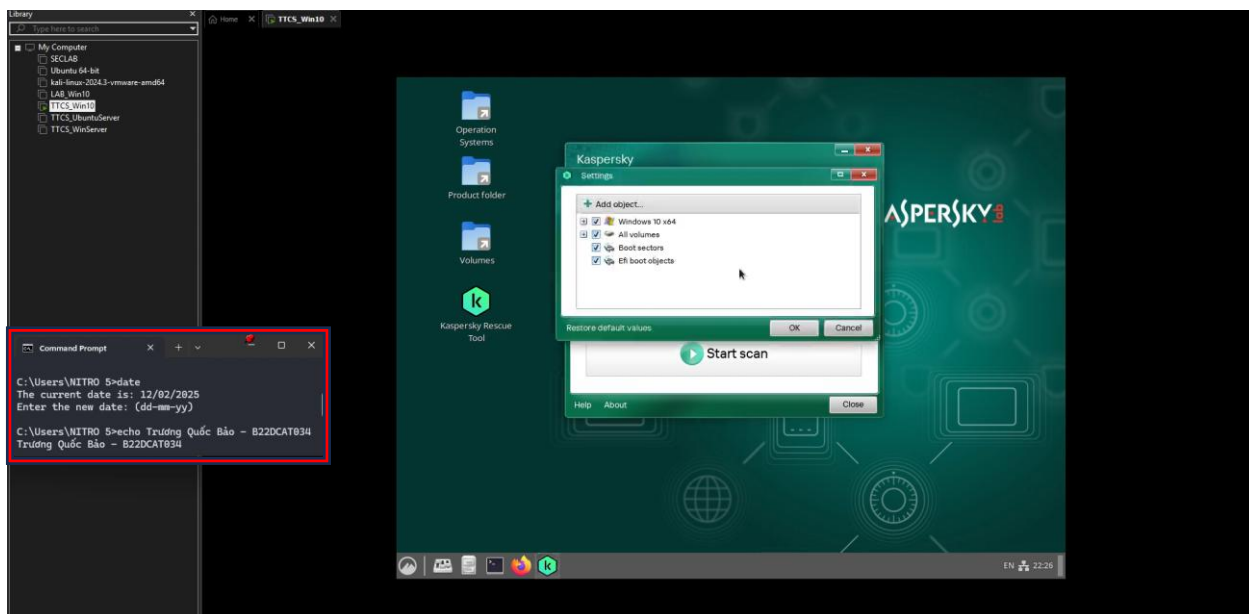 Library
Type here to search
My Computer
SECLAB
Ubuntu 64-bit
kali-linux-2024.3-vmware-amd64
LAB_Win10
TTCS_Win10
TTCS_UbuntuServer
TTCS_WinServer
Home
TTCS_Win10
Operation
Systems
Product folder
Volumes
Kaspersky Rescue
Tool
Kaspersky
Settings
Add object...
Windows 10 x64
All volumes
Boot sectors
Efi boot objects
Restore default values
OK
Cancel
Start scan
Help
About
Close
ASPERSKY lab
Command Prompt
C:\Users\NITRO 5>date
The current date is: 12/02/2025
Enter the new date: (dd-mm-yy)
C:\Users\NITRO 5>echo Trương Quốc Bảo - B22DCAT034
Trương Quốc Bảo - B22DCAT034
EN
22:26